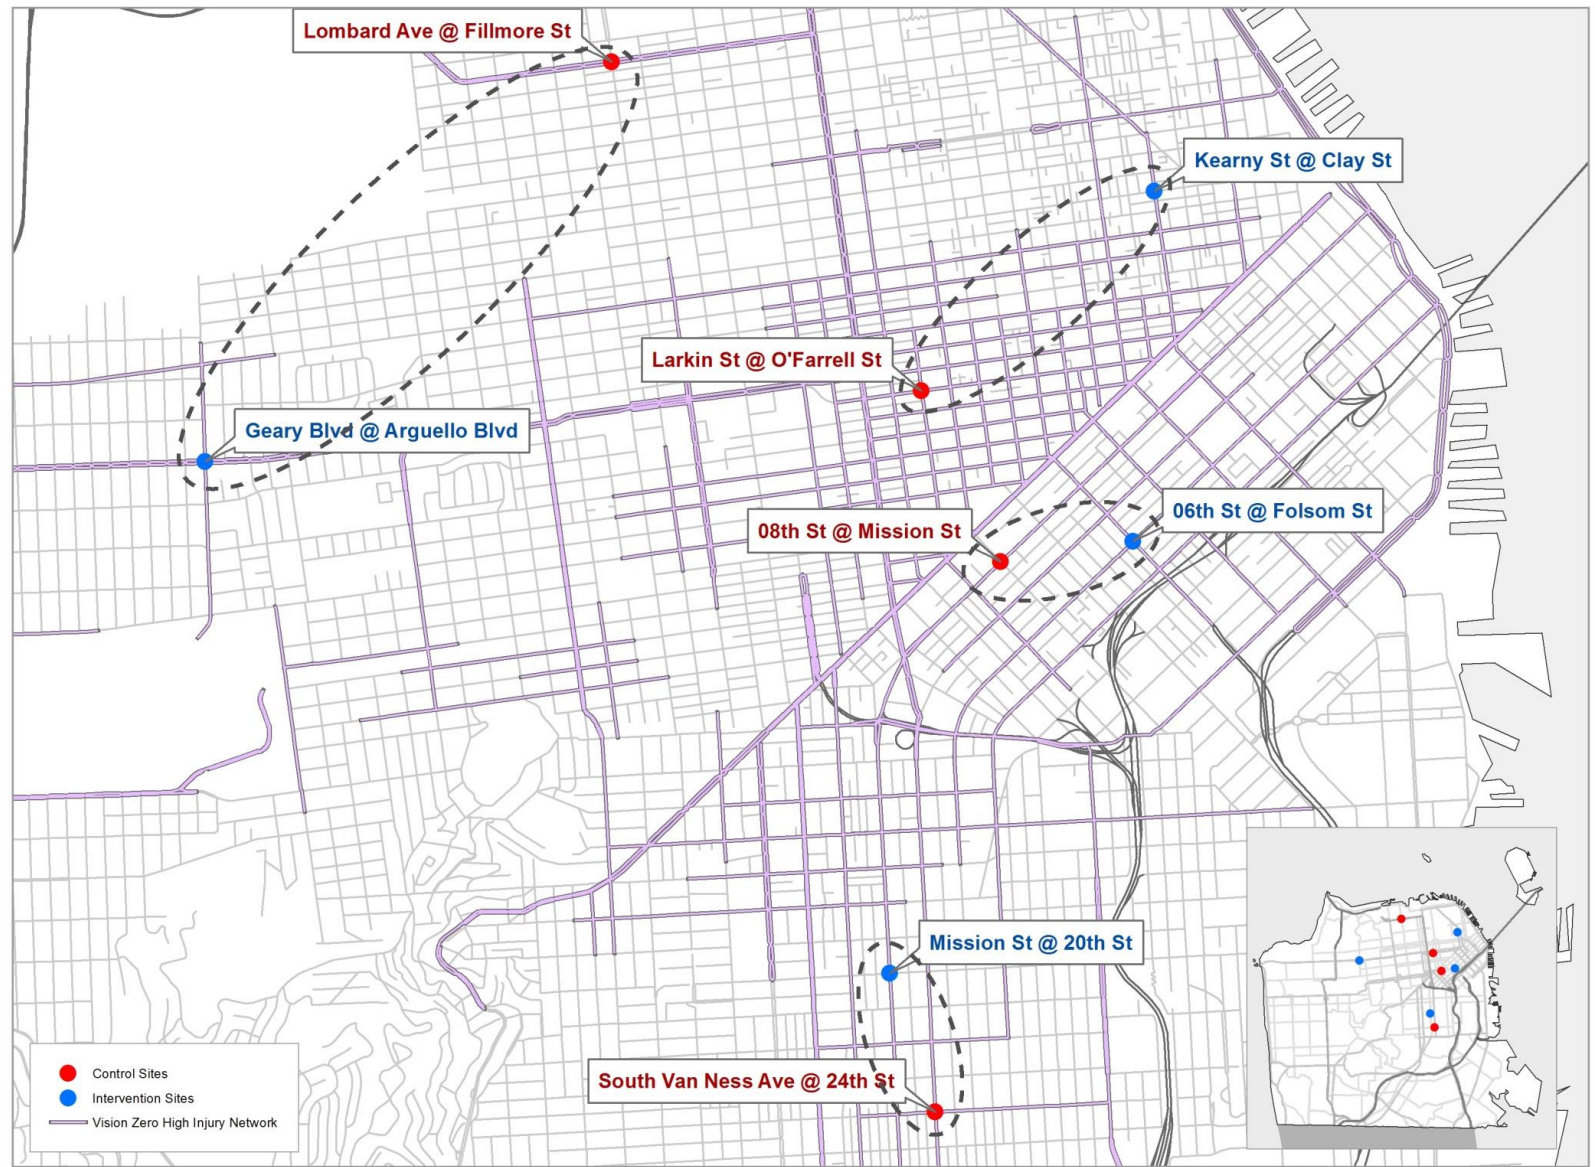 Lombard Ave @ Fillmore St
Kearny St @ Clay St
Larkin St @ O'Farrell St
Geary Blvd @ Arguello Blvd
06th St @ Folsom St
08th St @ Mission St
Mission St @ 20th St
South Van Ness Ave @ 24th St
Control Sites
Intervention Sites
Vision Zero High Injury Network